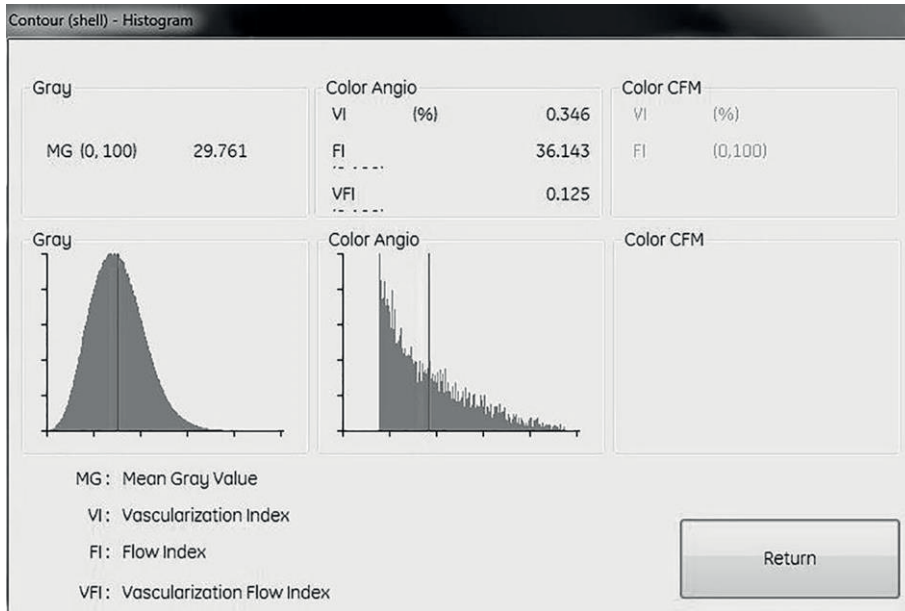 Contour (shell) - Histogram
Gray
MG (0, 100) 29.761
Color Angio
VI (%) 0.346
FI 36.143
VFI 0.125
Color CFM
VI (%)
FI (0,100)
Gray
Color Angio
Color CFM
MG : Mean Gray Value
VI : Vascularization Index
FI : Flow Index
VFI : Vascularization Flow Index
Return